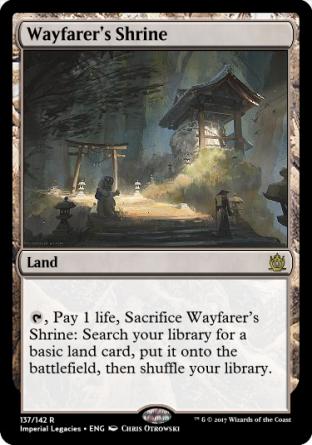 Wayfarer's Shrine
Land
, Pay 1 life, Sacrifice Wayfarer's
Shrine: Search your library for a
basic land card, put it onto the
battlefield, then shuffle your library.
137/142 R
Imperial Legacies • ENG Chris Otrowski
™ & © 2017 Wizards of the Coast